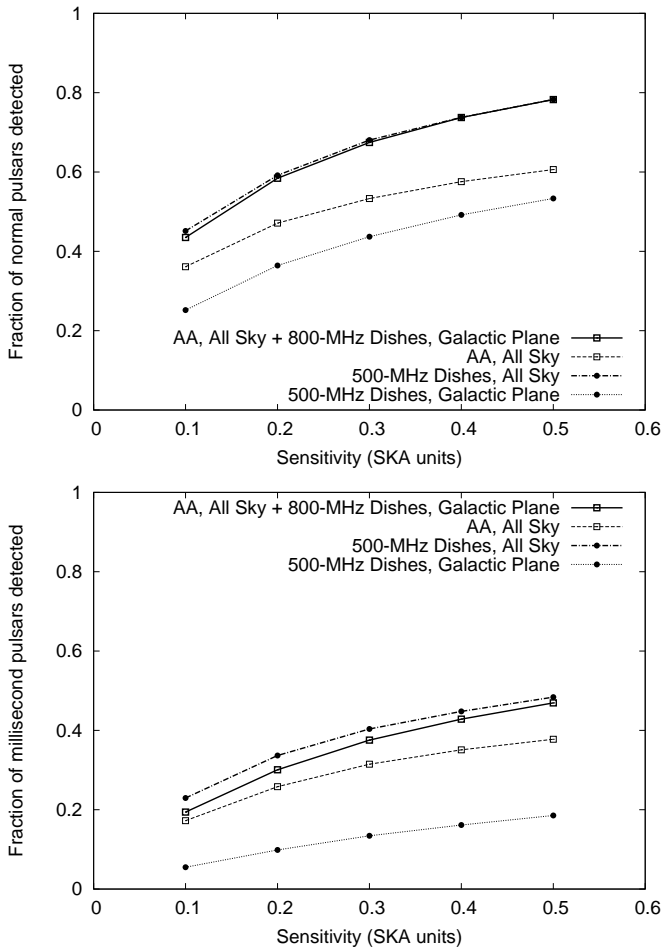 1
0.8
0.6
0.4
0.2
0
0 0.1 0.2 0.3 0.4 0.5 0.6
Fraction of normal pulsars detected
Sensitivity (SKA units)
AA, All Sky + 800-MHz Dishes, Galactic Plane
AA, All Sky
500-MHz Dishes, All Sky
500-MHz Dishes, Galactic Plane
1
0.8
0.6
0.4
0.2
0
0 0.1 0.2 0.3 0.4 0.5 0.6
Fraction of millisecond pulsars detected
Sensitivity (SKA units)
AA, All Sky + 800-MHz Dishes, Galactic Plane
AA, All Sky
500-MHz Dishes, All Sky
500-MHz Dishes, Galactic Plane